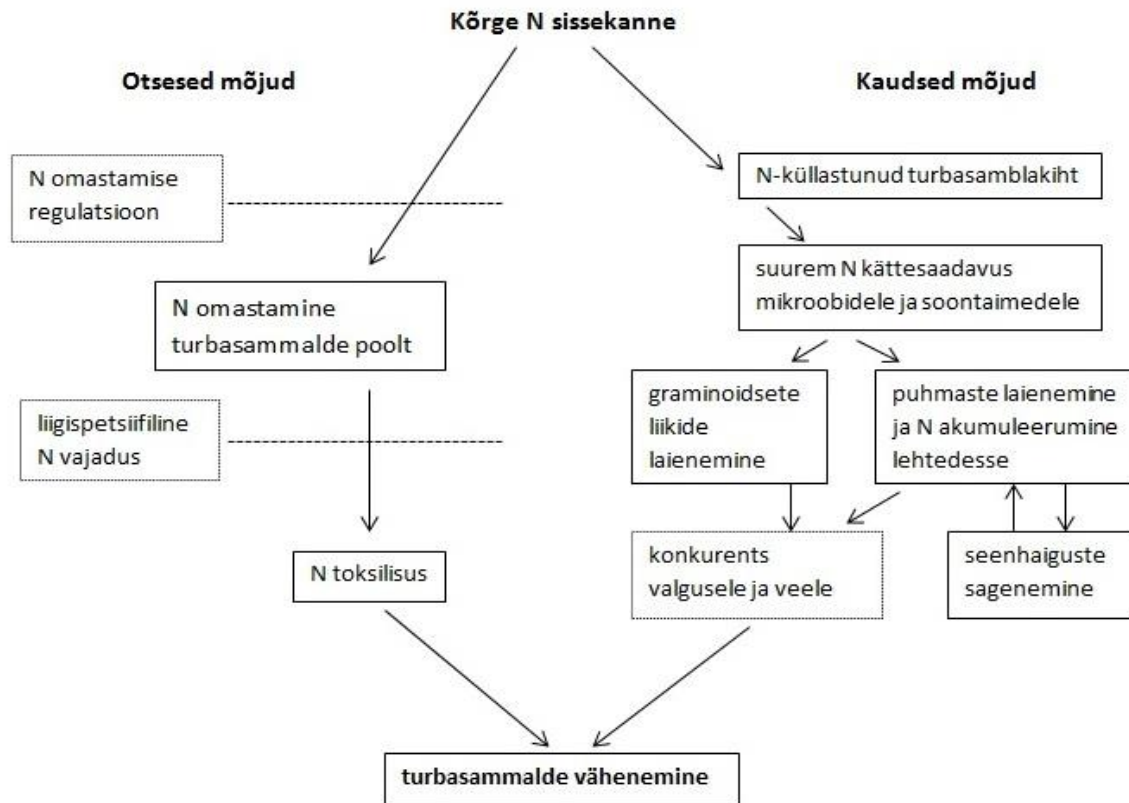 Kõrge N sissekanne
Otsesed mõjud
Kaudsed mõjud
N omastamise
regulatsioon
N-küllastunud turbasamblakiht
suurem N kättesaadavus
mikroobidele ja soontaimedele
N omastamine
turbasammalde poolt
graminoidsete
liikide
laienemine
puhmaste laienemine
ja N akumuleerumine
lehtedesse
liigispetsiifiline
N vajadus
N toksilisus
konkurents
valgusele ja veele
seenhaiguste
sagenemine
turbasammalde vähenemine